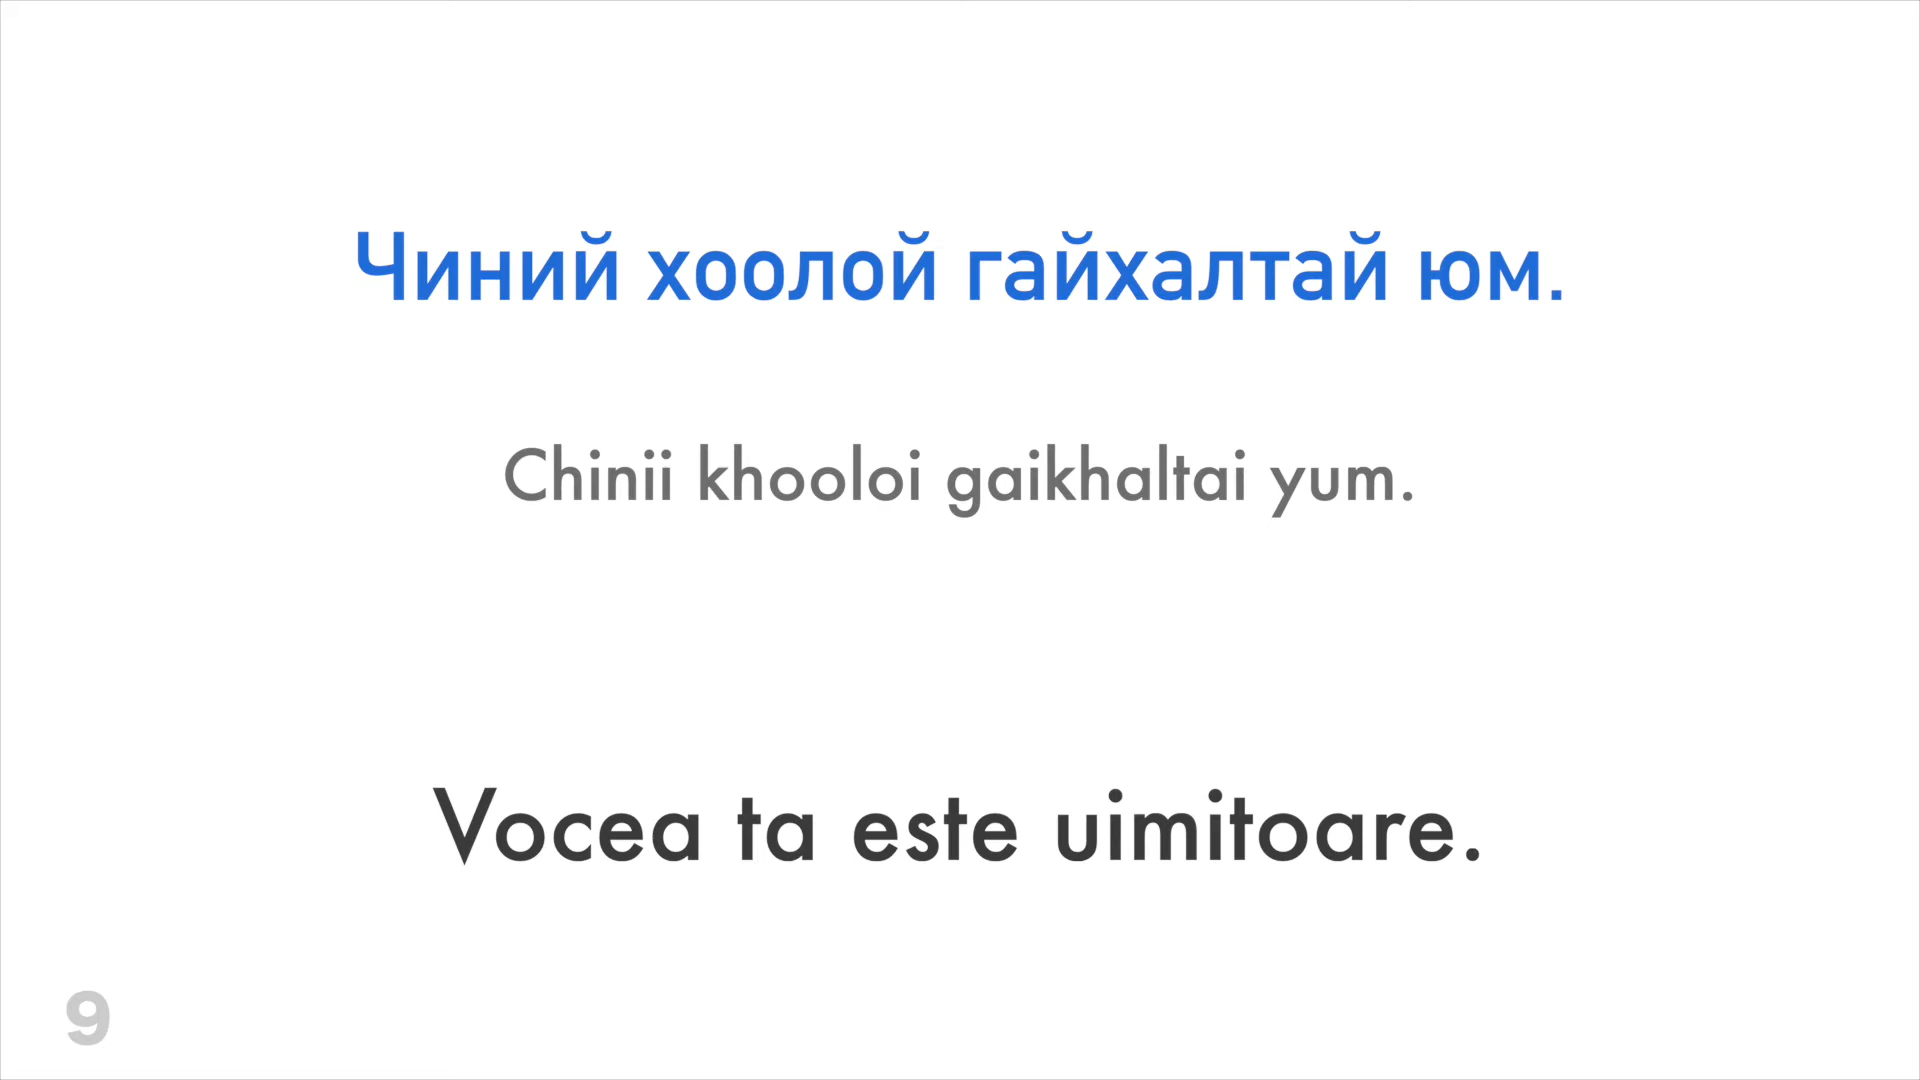 Чиний хоолой гайхалтай юм.
Chinii khooloi gaikhaltai yum.
Vocea ta este uimitoare.
9